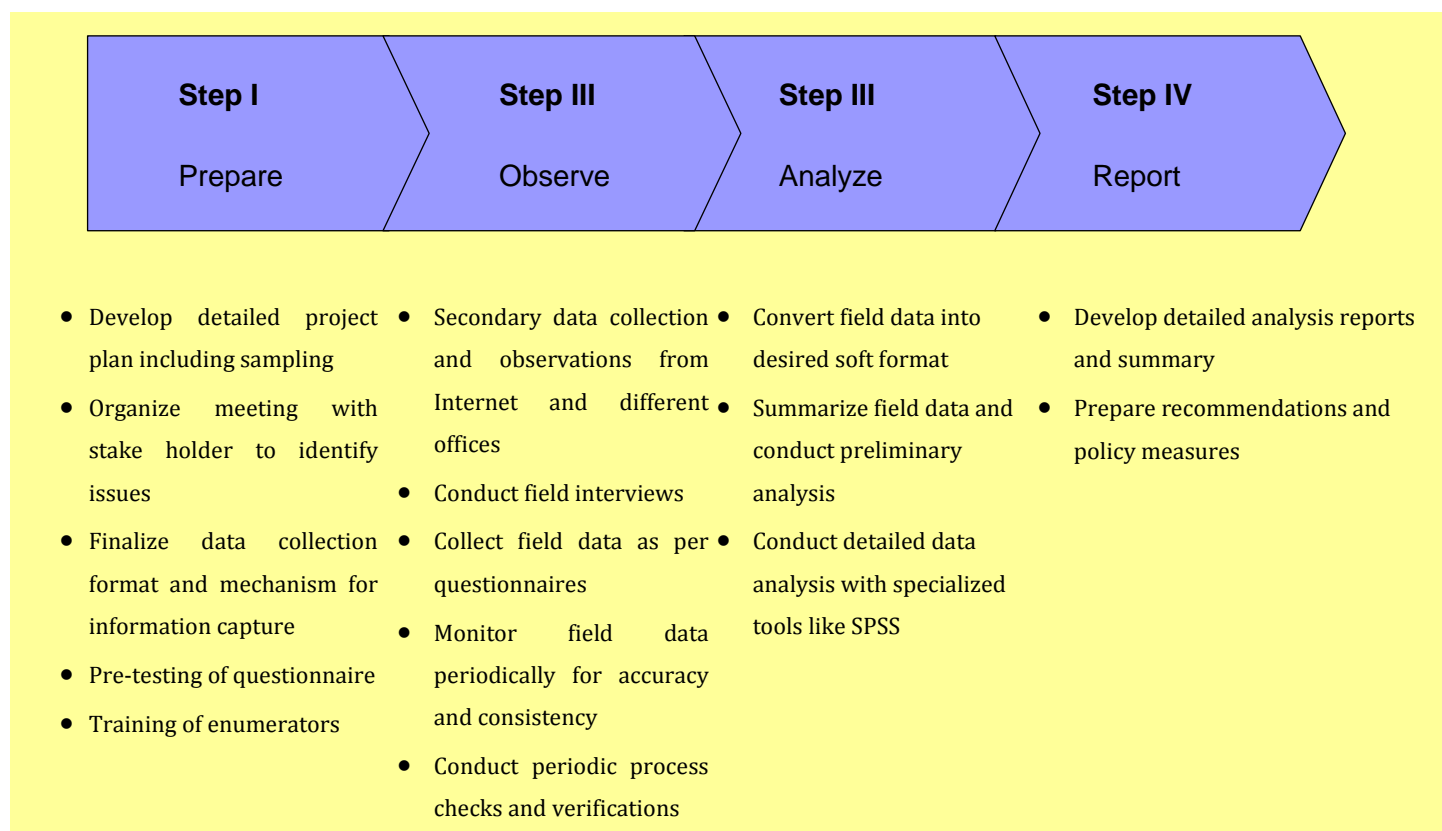 Step I
Prepare
Step III
Observe
Step III
Analyze
Step IV
Report
• Develop detailed project
plan including sampling
• Organize meeting with
stake holder to identify
issues
• Finalize data collection
format and mechanism for
information capture
• Pre-testing of questionnaire
• Training of enumerators
• Secondary data collection
and observations from
Internet and different
offices
• Conduct field interviews
• Collect field data as per
questionnaires
• Monitor field data
periodically for accuracy
and consistency
• Conduct periodic process
checks and verifications
• Convert field data into
desired soft format
• Summarize field data and
conduct preliminary
analysis
• Conduct detailed data
analysis with specialized
tools like SPSS
• Develop detailed analysis reports
and summary
• Prepare recommendations and
policy measures